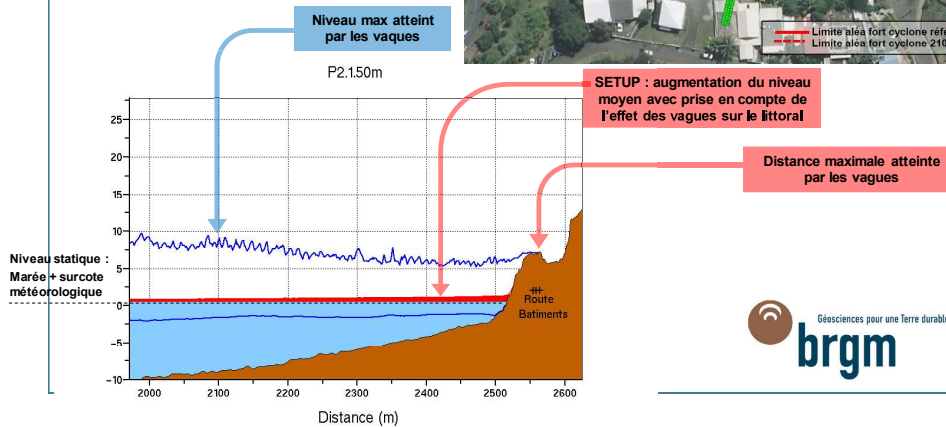 Niveau max atteint
par les vaques
Limite aléa fort cyclone réfé
Limite aléa fort cyclone 210
P2.1.50m
SETUP : augmentation du niveau
moyen avec prise en compte de
l'effet des vagues sur le littoral
Distance maximale atteinte
par les vagues
25
20
15
10
5
0
-5
-10
Niveau statique :
Marée + surcote
météorologique
Route
Batiments
2000
2100
2200
2300
2400
2500
2600
Distance (m)
Géosciences pour une Terre durable
brgm